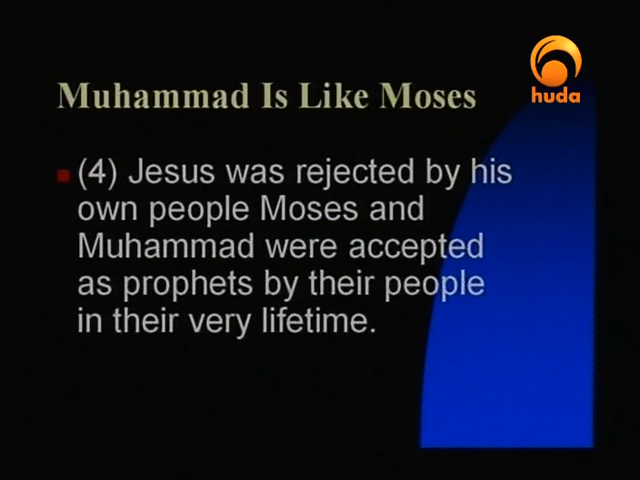 huda
Muhammad Is Like Moses
(4) Jesus was rejected by his
own people Moses and
Muhammad were accepted
as prophets by their people
in their very lifetime.